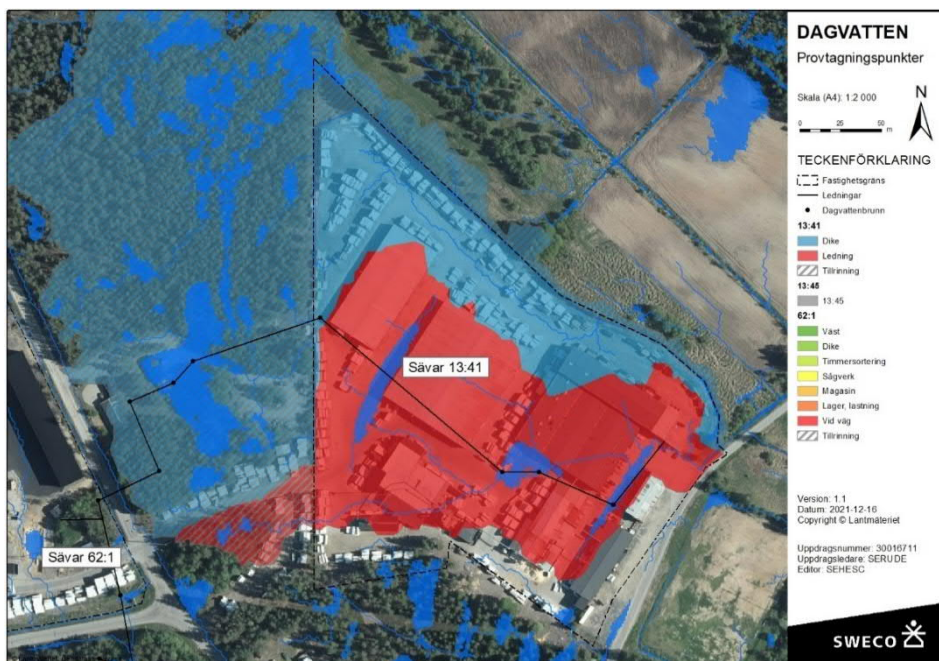 DAGVATTEN
Provtagningspunkter
Skala (A4): 1:2 000
N
0 25 50
m
TECKENFÖRKLARING
Fastighetsgräns
Ledningar
Dagvattenbrunn
13:41
Dike
Ledning
Tillrinning
13:45
13:45
62:1
Väst
Dike
Timmersortering
Sågverk
Magasin
Lager, lastning
Vid väg
Tillrinning
Version: 1.1
Datum: 2021-12-16
Copyright © Lantmäteriet
Uppdragsnummer: 30016711
Uppdragsledare: SERUDE
Editor: SEHESC
SWECO
Sävar 13:41
Sävar 62:1